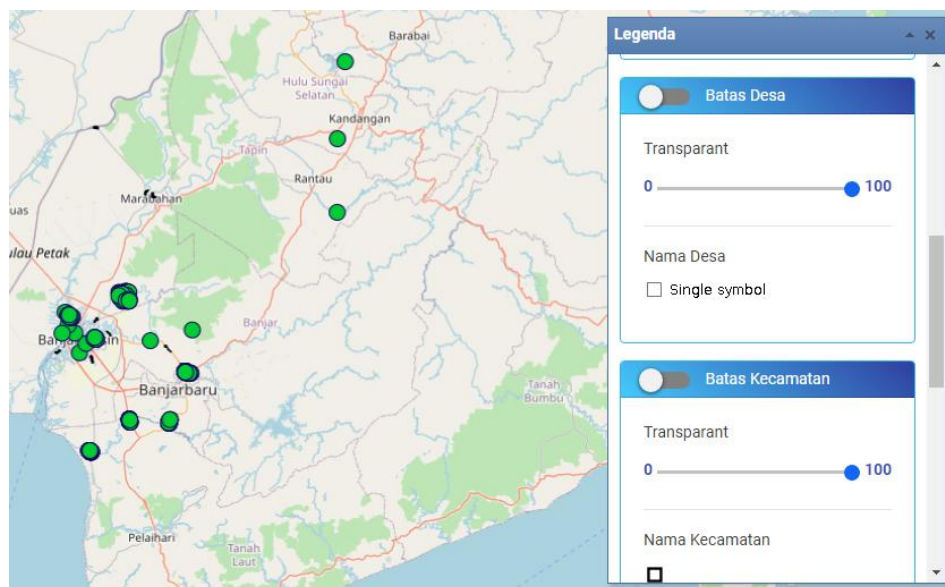 Barabai
Hulu Sungai
Selatan
Kandangan
Tapin
Rantau
Marabahan
uas
ulau Petak
Banjar
Banjarbaru
Tanah
Bumbu
Pelaihari
Tanah
Laut
Legenda
Batas Desa
Transparant
0 100
Nama Desa
Single symbol
Batas Kecamatan
Transparant
0 100
Nama Kecamatan